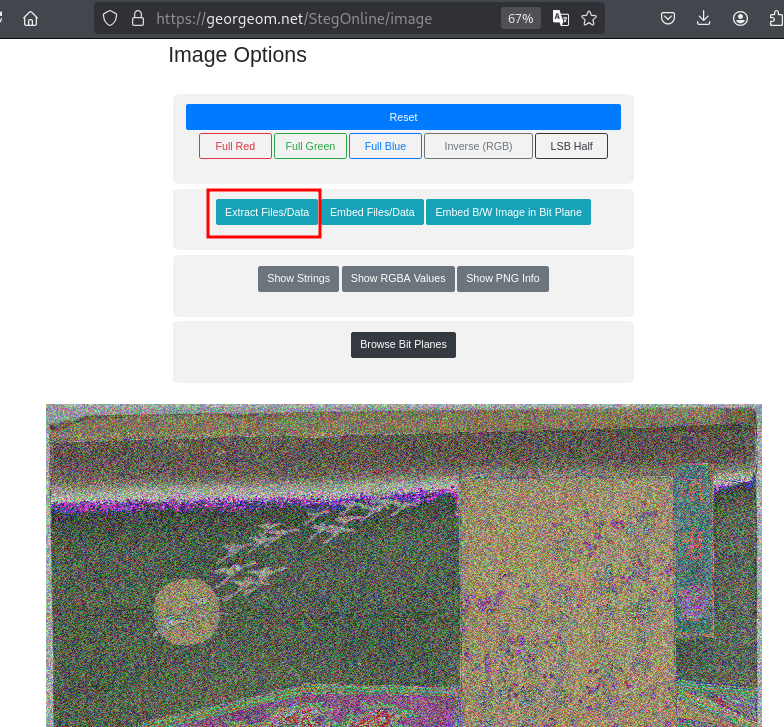 https://georgeom.net/StegOnline/image
67%
Image Options
Reset
Full Red Full Green Full Blue Inverse (RGB) LSB Half
Extract Files/Data Embed Files/Data Embed B/W Image in Bit Plane
Show Strings Show RGBA Values Show PNG Info
Browse Bit Planes